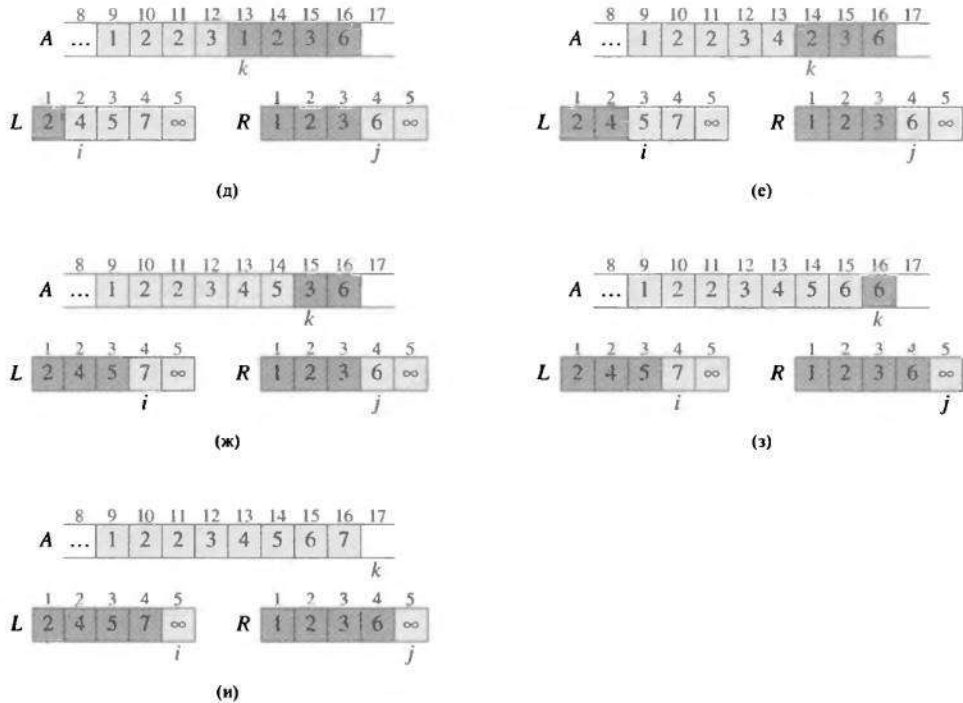 8 9 10 11 12 13 14 15 16 17
A ... 1 2 2 3 1 2 3 6
k
1 2 3 4 5
L 2 4 5 7 ∞
i
1 2 3 4 5
R 1 2 3 6 ∞
j
(д)
8 9 10 11 12 13 14 15 16 17
A ... 1 2 2 3 4 2 3 6
k
1 2 3 4 5
L 2 4 5 7 ∞
i
1 2 3 4 5
R 1 2 3 6 ∞
j
(е)
8 9 10 11 12 13 14 15 16 17
A ... 1 2 2 3 4 5 3 6
k
1 2 3 4 5
L 2 4 5 7 ∞
i
1 2 3 4 5
R 1 2 3 6 ∞
j
(ж)
8 9 10 11 12 13 14 15 16 17
A ... 1 2 2 3 4 5 6 6
k
1 2 3 4 5
L 2 4 5 7 ∞
i
1 2 3 4 5
R 1 2 3 6 ∞
j
(з)
8 9 10 11 12 13 14 15 16 17
A ... 1 2 2 3 4 5 6 7
k
1 2 3 4 5
L 2 4 5 7 ∞
i
1 2 3 4 5
R 1 2 3 6 ∞
j
(и)